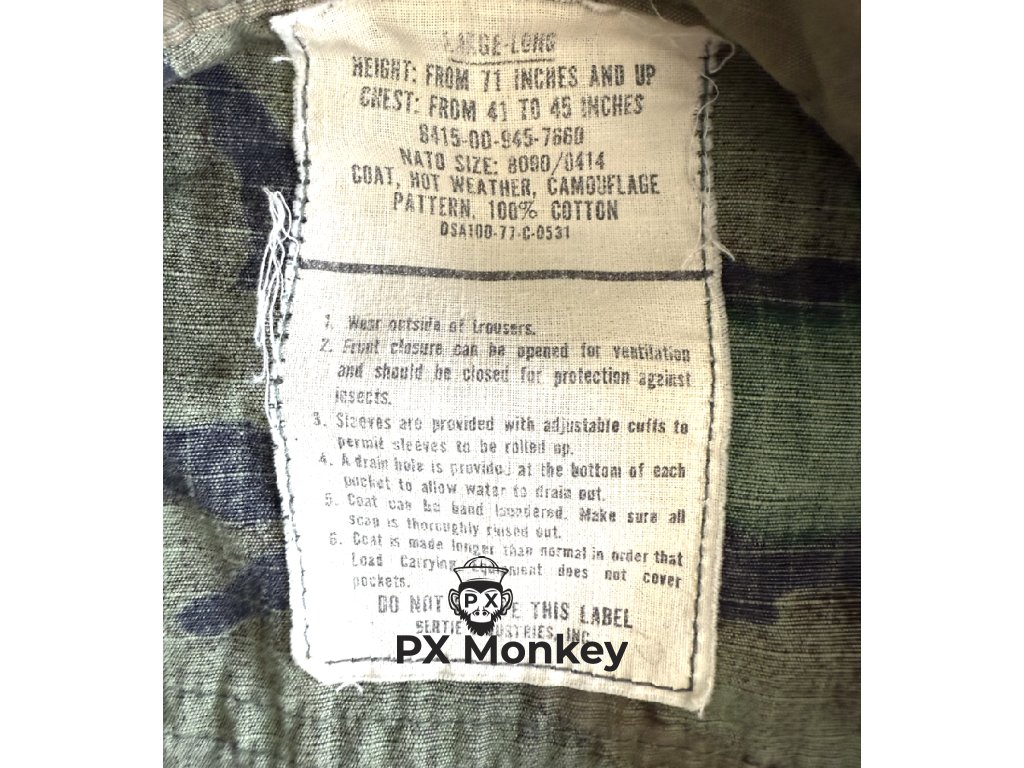 LARGE-LONG
HEIGHT: FROM 71 INCHES AND UP
CHEST: FROM 41 TO 45 INCHES
8415-00-945-7660
NATO SIZE: 8090/0414
COAT, HOT WEATHER, CAMOUFLAGE
PATTERN, 100% COTTON
DSA100-77-C-0531
1. Wear outside of trousers.
2. Front closure can be opened for ventilation
and should be closed for protection against
insects.
3. Sleeves are provided with adjustable cuffs to
permit sleeves to be rolled up.
4. A drain hole is provided at the bottom of each
pocket to allow water to drain out.
5. Coat can be hand laundered. Make sure all
soap is thoroughly rinsed out.
6. Coat is made longer than normal in order that
Load Carrying Equipment does not cover
pockets.
DO NOT THIS LABEL
INDUSTRIES, INC.
PX
PX Monkey